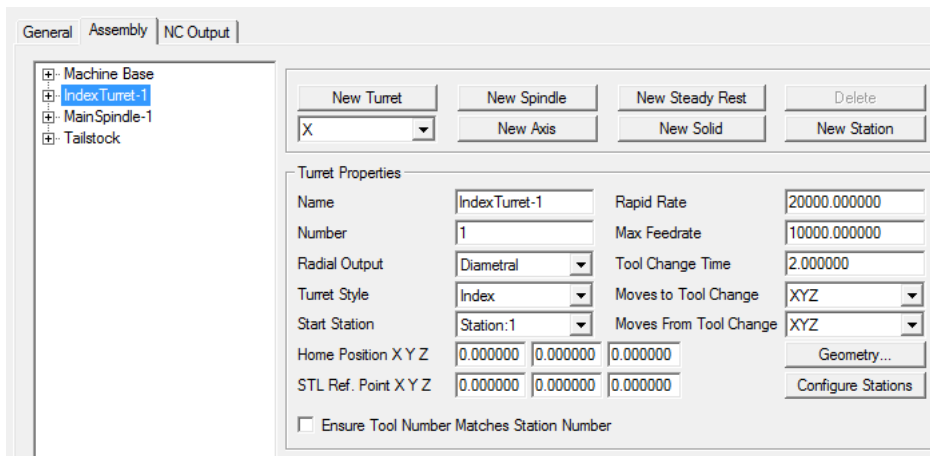 General Assembly NC Output
Machine Base
IndexTurret-1
MainSpindle-1
Tailstock
New Turret New Spindle New Steady Rest Delete
X New Axis New Solid New Station
Turret Properties
Name IndexTurret-1 Rapid Rate 20000.000000
Number 1 Max Feedrate 10000.000000
Radial Output Diametral Tool Change Time 2.000000
Turret Style Index Moves to Tool Change XYZ
Start Station Station:1 Moves From Tool Change XYZ
Home Position X Y Z 0.000000 0.000000 0.000000 Geometry...
STL Ref. Point X Y Z 0.000000 0.000000 0.000000 Configure Stations
Ensure Tool Number Matches Station Number